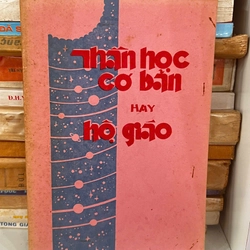 Thần học
cơ bản
HAY
hộ giáo